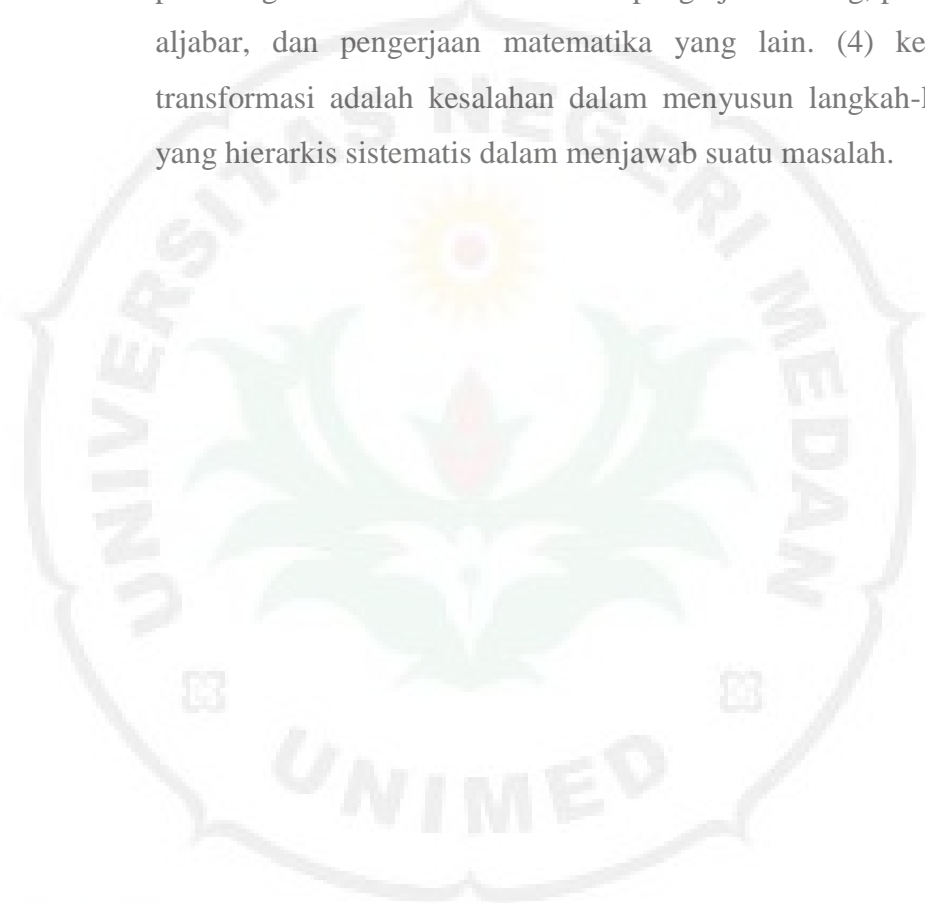 aljabar, dan pengerjaan matematika yang lain. (4) ke
transformasi adalah kesalahan dalam menyusun langkah-
yang hierarkis sistematis dalam menjawab suatu masalah.
UNIVERSITAS NEGERI MEDAN
UNIMED